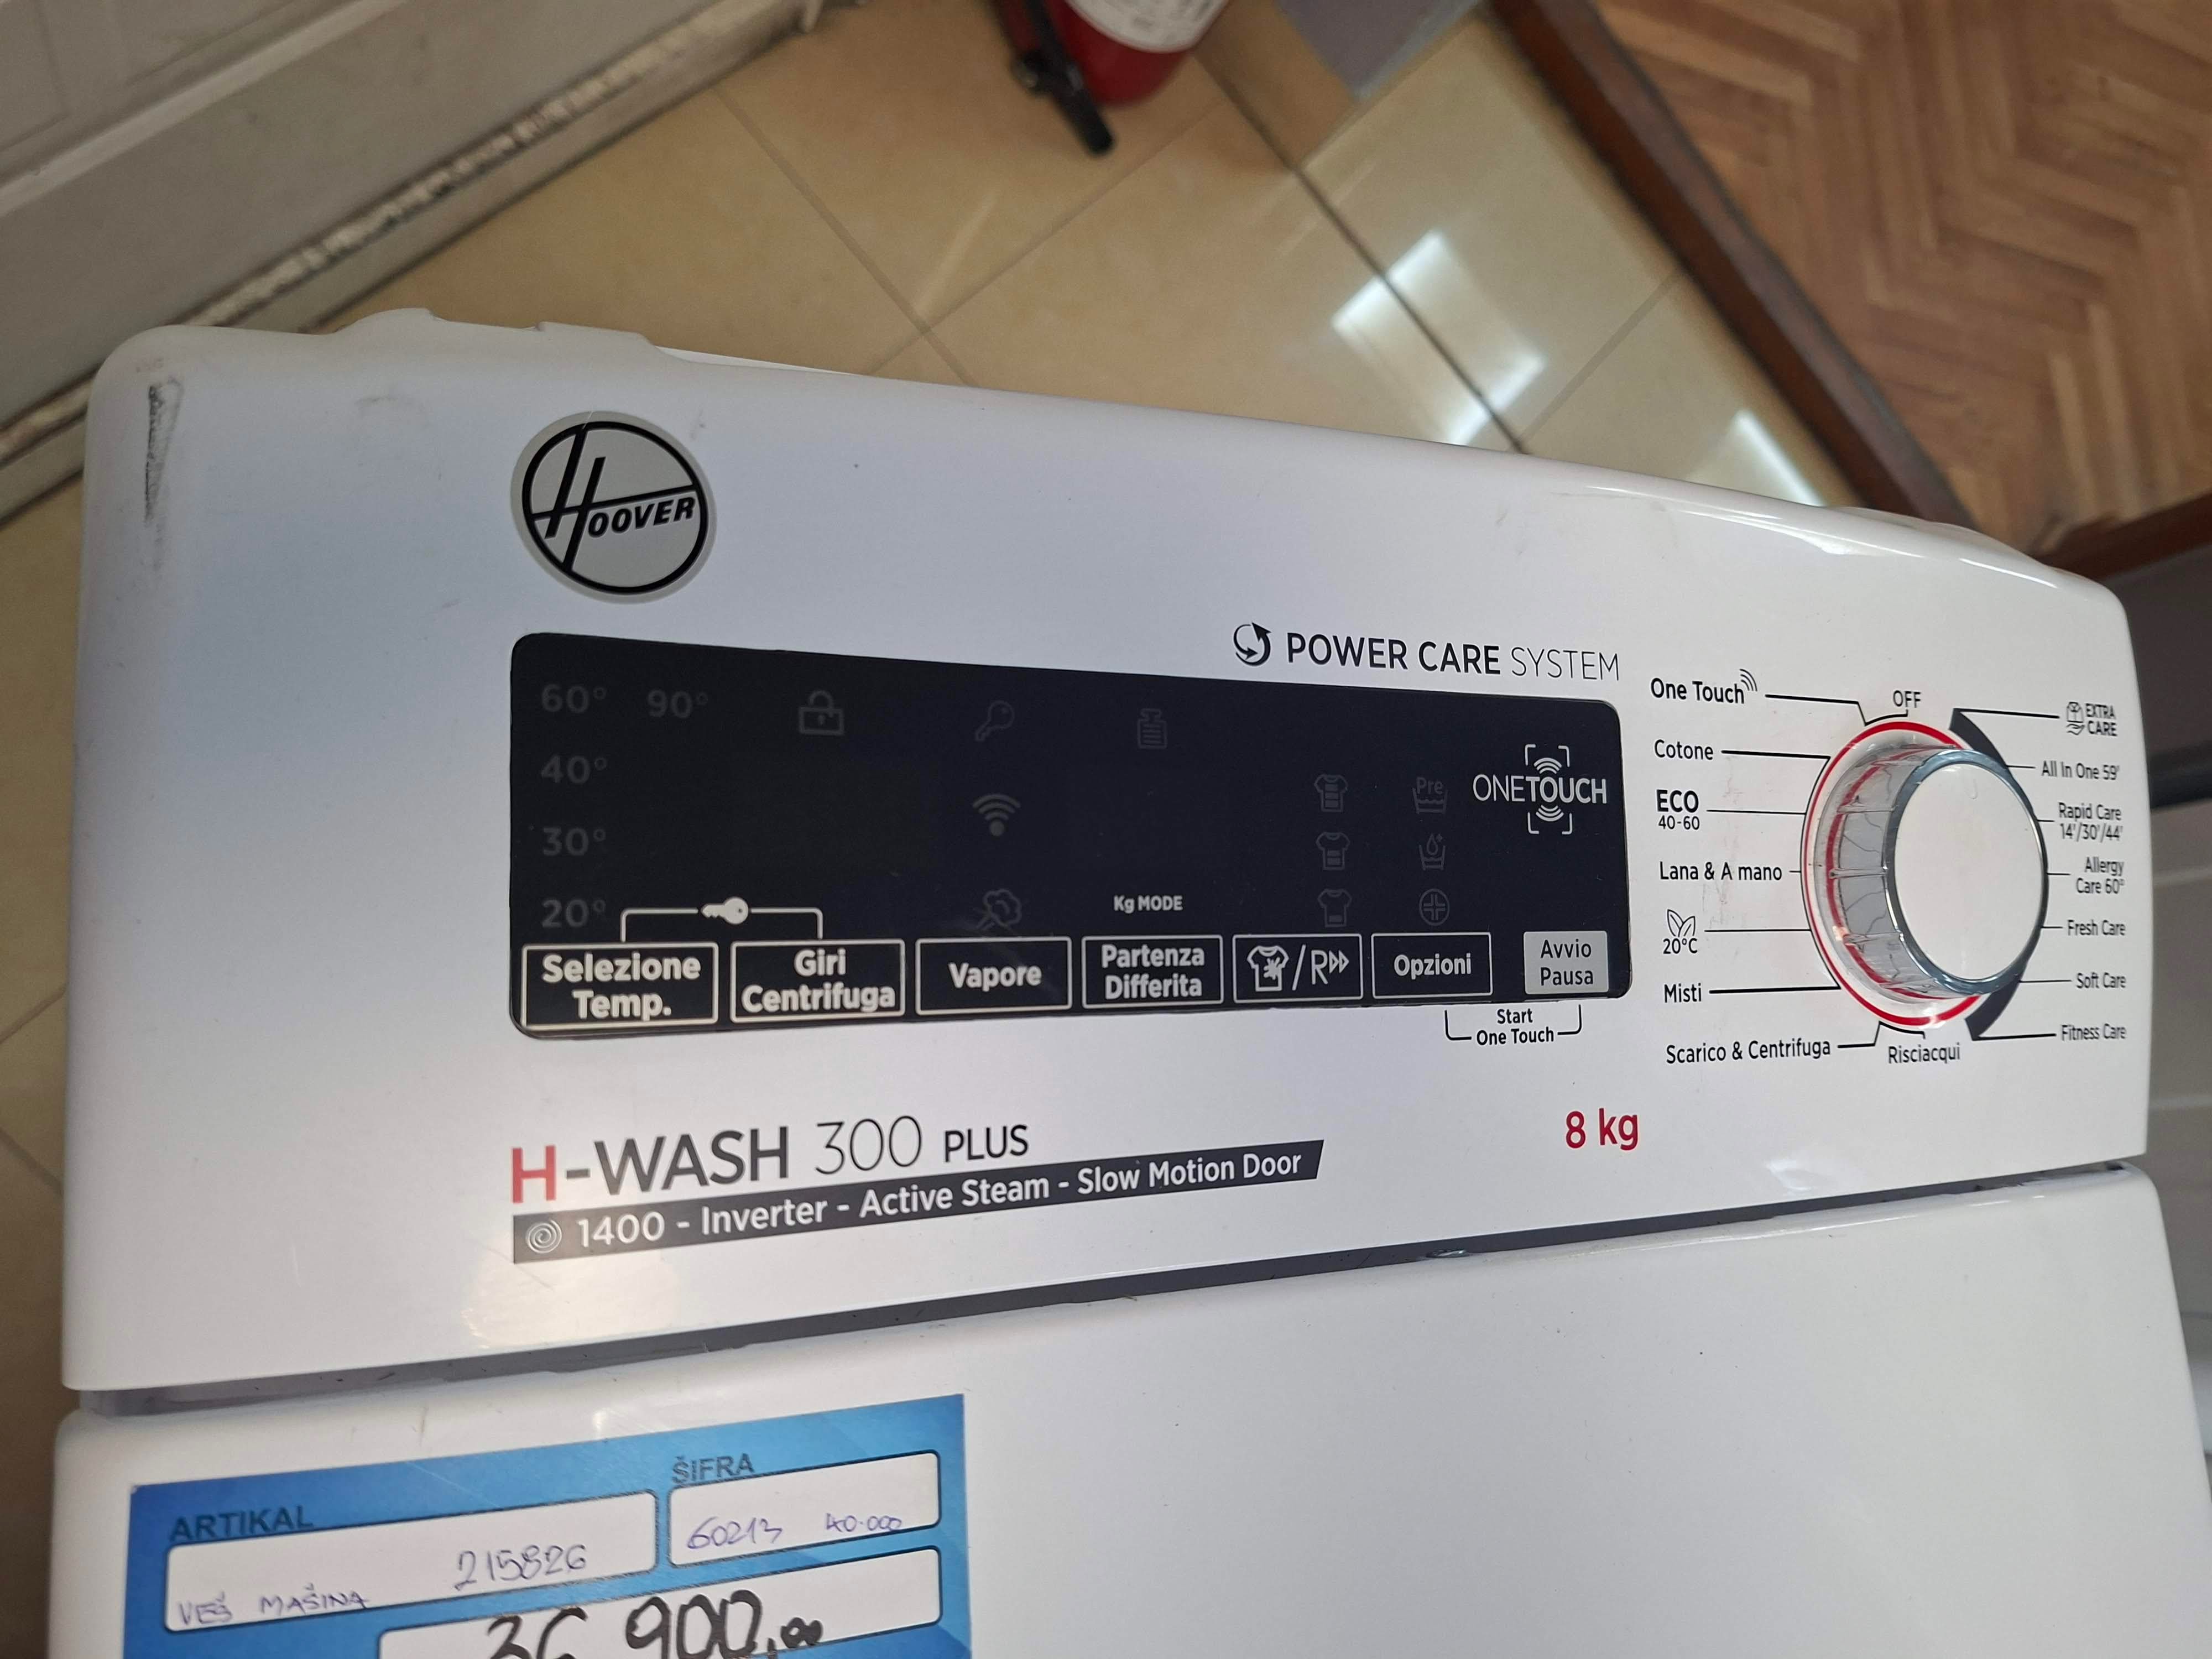 HOOVER
POWER CARE SYSTEM
60° 90°
40°
30°
20°
Pre
ONETOUCH
Kg MODE
Selezione
Temp.
Giri
Centrifuga
Vapore
Partenza
Differita
/R
Opzioni
Avvio
Pausa
Start
One Touch
One Touch
OFF
Cotone
ECO
40-60
Lana & A mano
20°C
Misti
Scarico & Centrifuga
Risciacqui
EXTRA
CARE
All In One 59'
Rapid Care
14'/30'/44'
Allergy
Care 60°
Fresh Care
Soft Care
Fitness Care
8 kg
H-WASH 300 PLUS
1400 - Inverter - Active Steam - Slow Motion Door
ARTIKAL
ŠIFRA
215826
60213 40.000
VEŠ MAŠINA
36 900,00